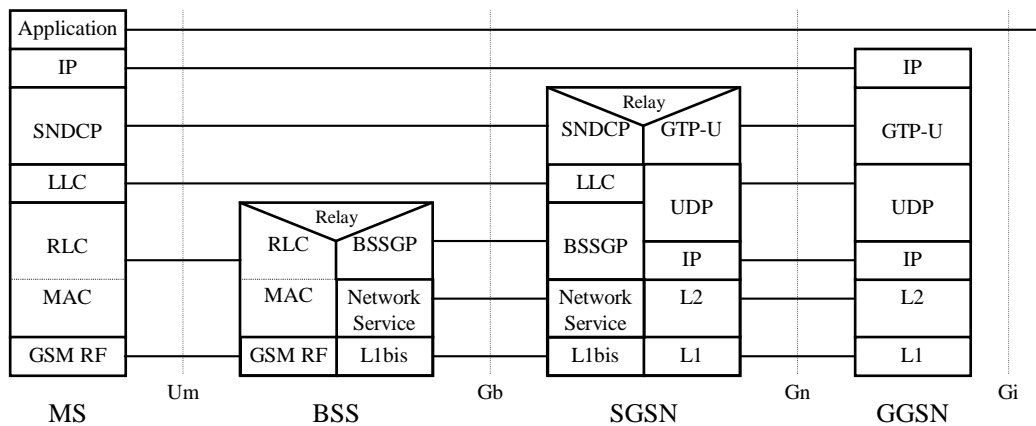 Application
IP
IP
Relay
SNDCP
SNDCP
GTP-U
GTP-U
LLC
LLC
UDP
UDP
Relay
RLC
RLC
BSSGP
BSSGP
IP
IP
MAC
MAC
Network
Service
Network
Service
L2
L2
GSM RF
GSM RF
L1bis
L1bis
L1
L1
Um
Gb
Gn
Gi
MS
BSS
SGSN
GGSN